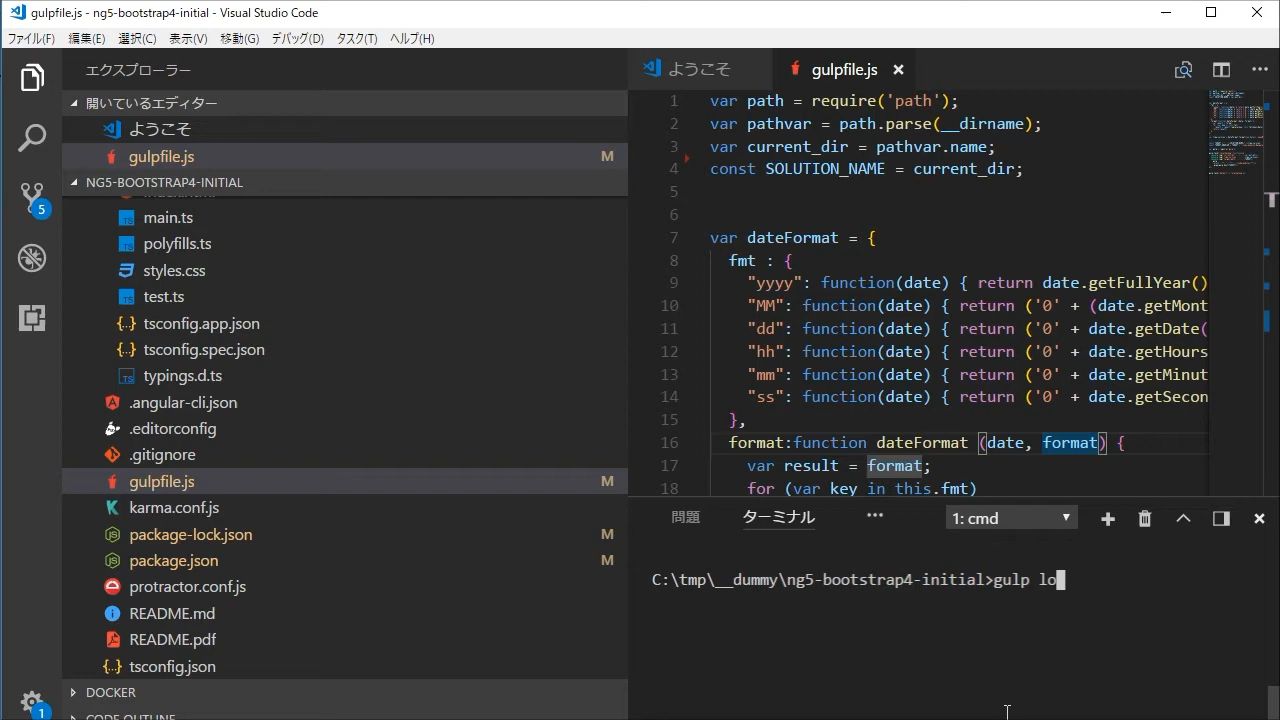 gulpfile.js - ng5-bootstrap4-initial - Visual Studio Code
ファイル(F) 編集(E) 選択(C) 表示(V) 移動(G) デバッグ(D) タスク(T) ヘルプ(H)
エクスプローラー
開いているエディター
ようこそ
gulpfile.js M
NG5-BOOTSTRAP4-INITIAL
main.ts
polyfills.ts
styles.css
test.ts
tsconfig.app.json
tsconfig.spec.json
typings.d.ts
.angular-cli.json
.editorconfig
.gitignore
gulpfile.js M
karma.conf.js
package-lock.json M
package.json M
protractor.conf.js
README.md
README.pdf
tsconfig.json
DOCKER
CODE OUTLINE
5
1
ようこそ gulpfile.js
1 var path = require('path');
2 var pathvar = path.parse(__dirname);
3 var current_dir = pathvar.name;
4 const SOLUTION_NAME = current_dir;
5
6
7 var dateFormat = {
8 fmt : {
9 "yyyy": function(date) { return date.getFullYear()
10 "MM": function(date) { return ('0' + (date.getMont
11 "dd": function(date) { return ('0' + date.getDate(
12 "hh": function(date) { return ('0' + date.getHours
13 "mm": function(date) { return ('0' + date.getMinut
14 "ss": function(date) { return ('0' + date.getSecon
15 },
16 format:function dateFormat (date, format) {
17 var result = format;
18 for (var key in this.fmt)
問題 ターミナル ••• 1: cmd
C:\tmp\__dummy\ng5-bootstrap4-initial>gulp lo